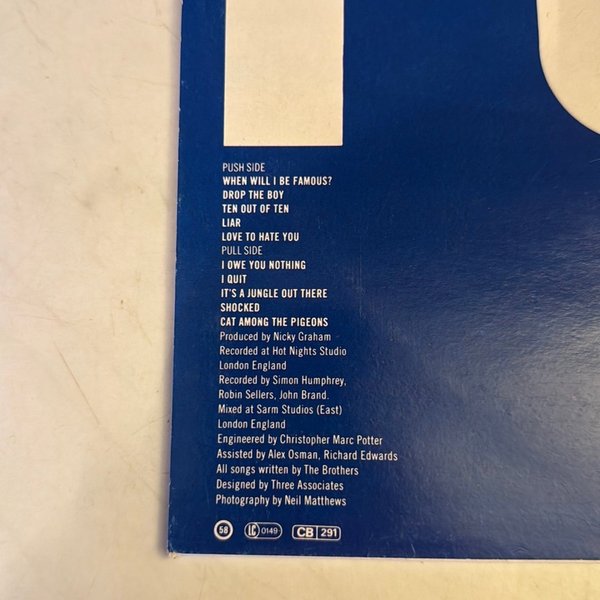 PUSH SIDE
WHEN WILL I BE FAMOUS?
DROP THE BOY
TEN OUT OF TEN
LIAR
LOVE TO HATE YOU
PULL SIDE
I OWE YOU NOTHING
I QUIT
IT'S A JUNGLE OUT THERE
SHOCKED
CAT AMONG THE PIGEONS
Produced by Nicky Graham
Recorded at Hot Nights Studio
London England
Recorded by Simon Humphrey,
Robin Sellers, John Brand.
Mixed at Sarm Studios (East)
London England
Engineered by Christopher Marc Potter
Assisted by Alex Osman, Richard Edwards
All songs written by The Brothers
Designed by Three Associates
Photography by Neil Matthews
58 LC 0149 CB 291